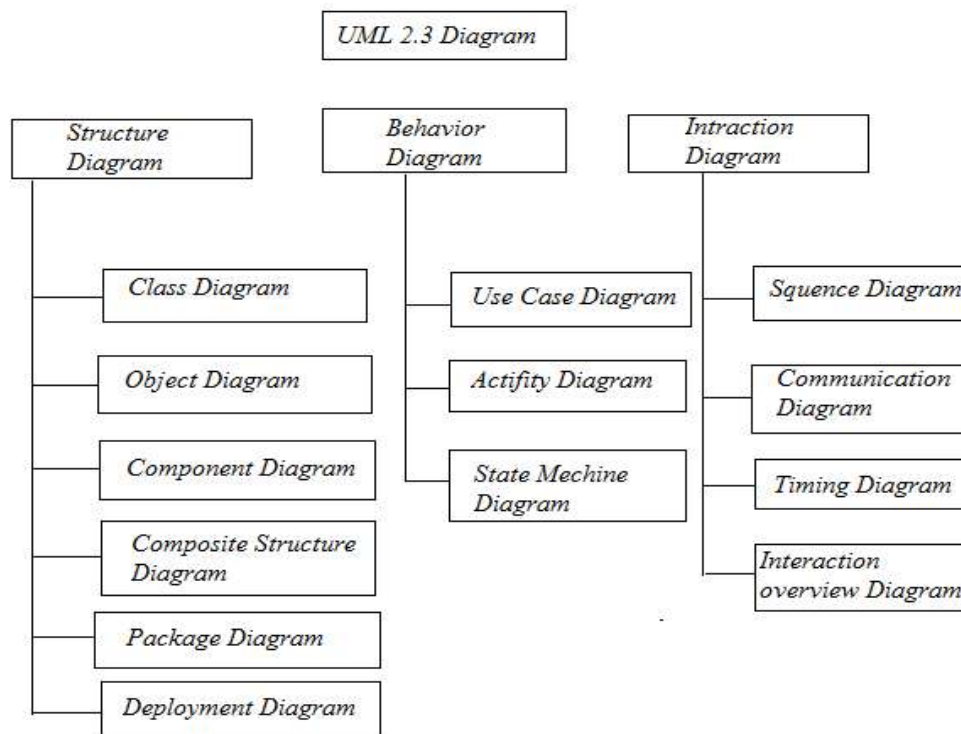 UML 2.3 Diagram
Structure
Diagram
Class Diagram
Object Diagram
Component Diagram
Composite Structure
Diagram
Package Diagram
Deployment Diagram
Behavior
Diagram
Use Case Diagram
Actifity Diagram
State Mechine
Diagram
Intraction
Diagram
Squence Diagram
Communication
Diagram
Timing Diagram
Interaction
overview Diagram